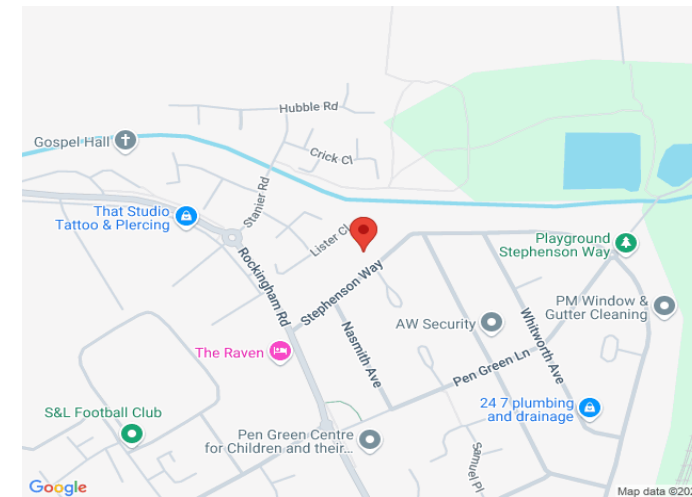 Hubble Rd
Gospel Hall
Crick Cl
Stanier Rd
That Studio
Tattoo & Piercing
Lister Cl
Rockingham Rd
Stephenson Way
Playground
Stephenson Way
PM Window &
Gutter Cleaning
AW Security
Whitworth Ave
Nasmith Ave
The Raven
Pen Green Ln
S&L Football Club
24 7 plumbing
and drainage
Pen Green Centre
for Children and their...
Samuel Pl
Google
Map data ©202